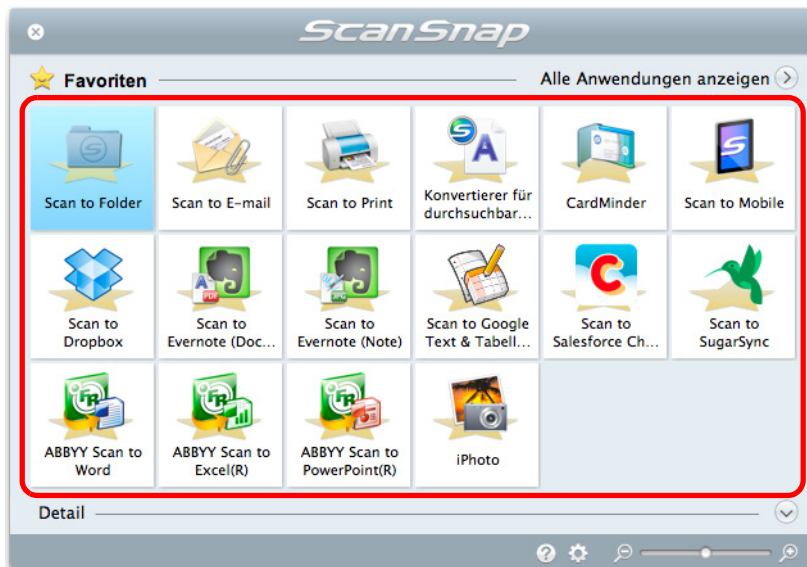 ScanSnap
Favoriten
Alle Anwendungen anzeigen
Scan to Folder
Scan to E-mail
Scan to Print
Konvertierer für
durchsuchbar...
CardMinder
Scan to Mobile
Scan to
Dropbox
Scan to
Evernote (Doc...
Scan to
Evernote (Note)
Scan to Google
Text & Tabell...
Scan to
Salesforce Ch...
Scan to
SugarSync
ABBYY Scan to
Word
ABBYY Scan to
Excel(R)
ABBYY Scan to
PowerPoint(R)
iPhoto
Detail